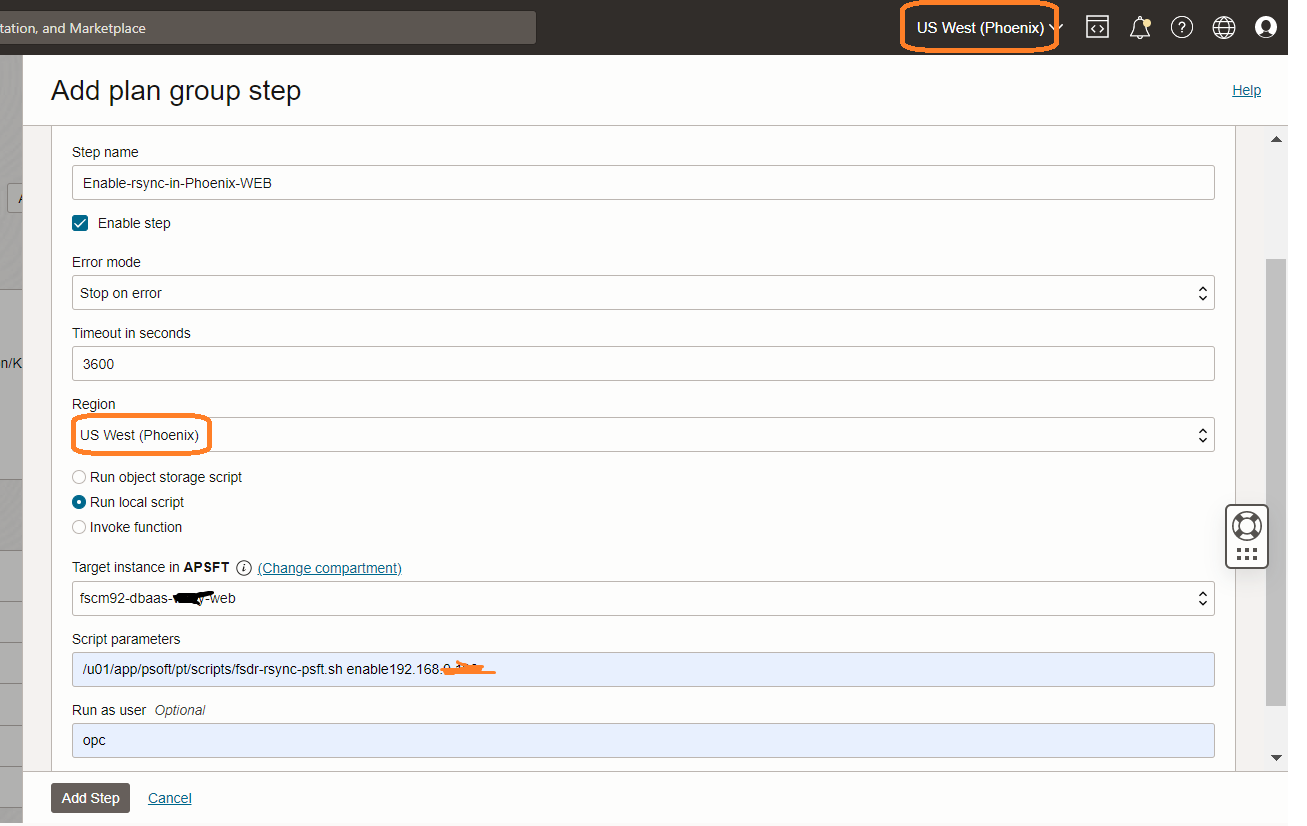 tation, and Marketplace
US West (Phoenix)
Add plan group step
Help
Step name
Enable-rsync-in-Phoenix-WEB
Enable step
Error mode
Stop on error
Timeout in seconds
3600
n/K
Region
US West (Phoenix)
Run object storage script
Run local script
Invoke function
Target instance in APSFT (Change compartment)
fscm92-dbaas- -web
Script parameters
/u01/app/psoft/pt/scripts/fsdr-rsync-psft.sh enable192.168.
Run as user Optional
opc
Add Step Cancel